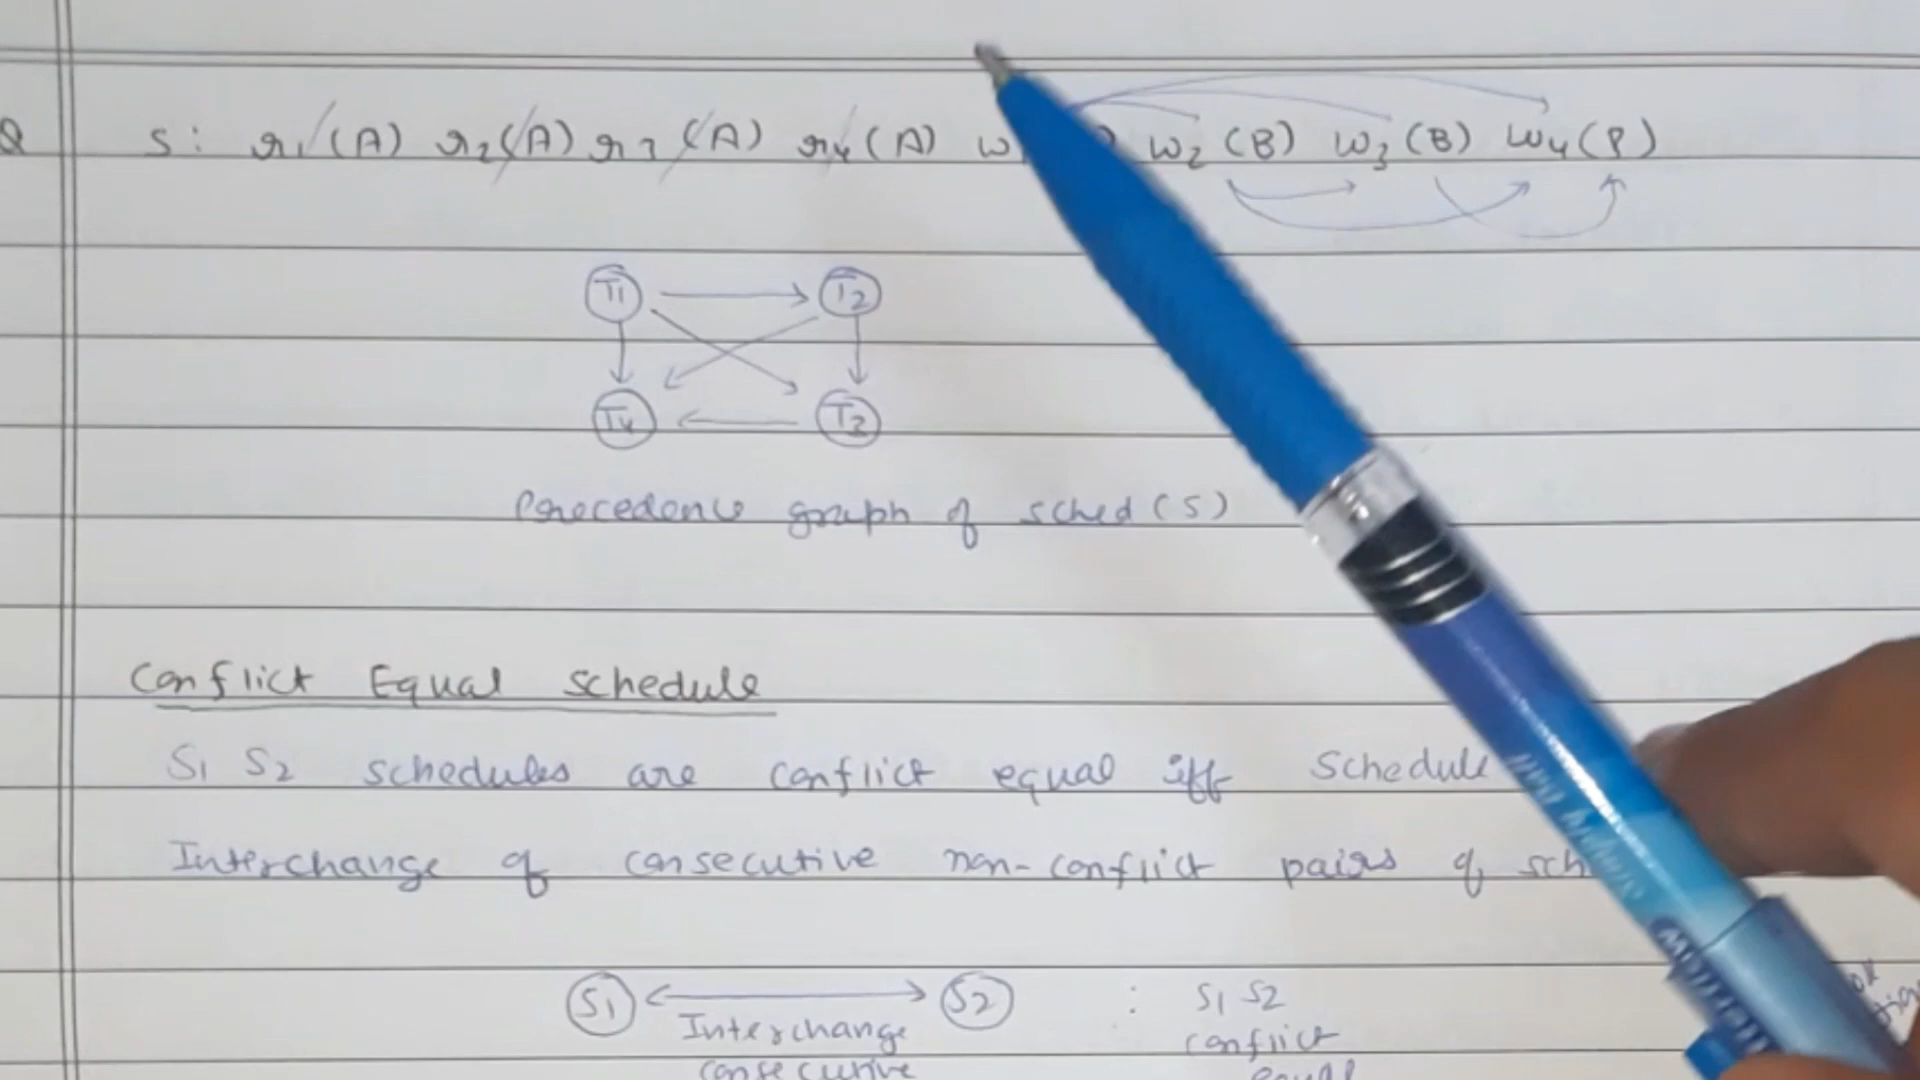 Q S: r1(A) r2(A) r3(A) r4(A) w w2(B) w3(B) w4(B)
T1 T2
T4 T3
Precedence graph of sched(S)
Conflict Equal schedule
S1 S2 schedules are conflict equal iff Schedule
Interchange of consecutive non-conflict pairs of sch
S1 Interchange S2 : S1 S2
consecutive conflict
equal